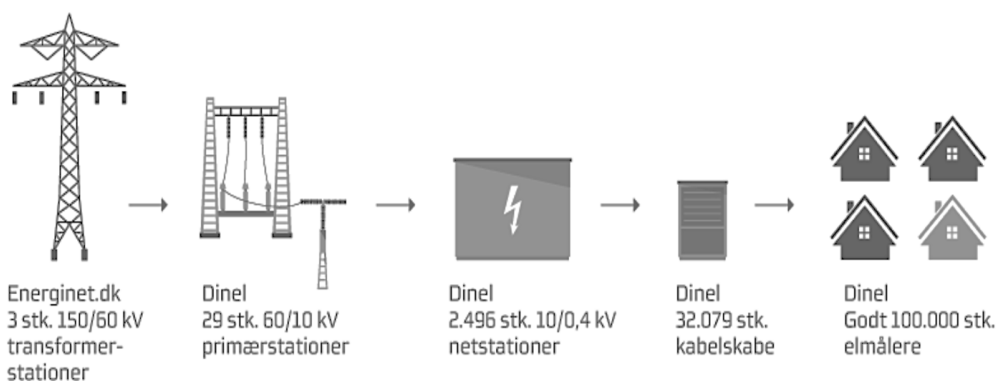 Energinet.dk
3 stk. 150/60 kV
transformer-
stationer
Dinel
29 stk. 60/10 kV
primærstationer
Dinel
2.496 stk. 10/0,4 kV
netstationer
Dinel
32.079 stk.
kabelskabe
Dinel
Godt 100.000 stk.
elmålere